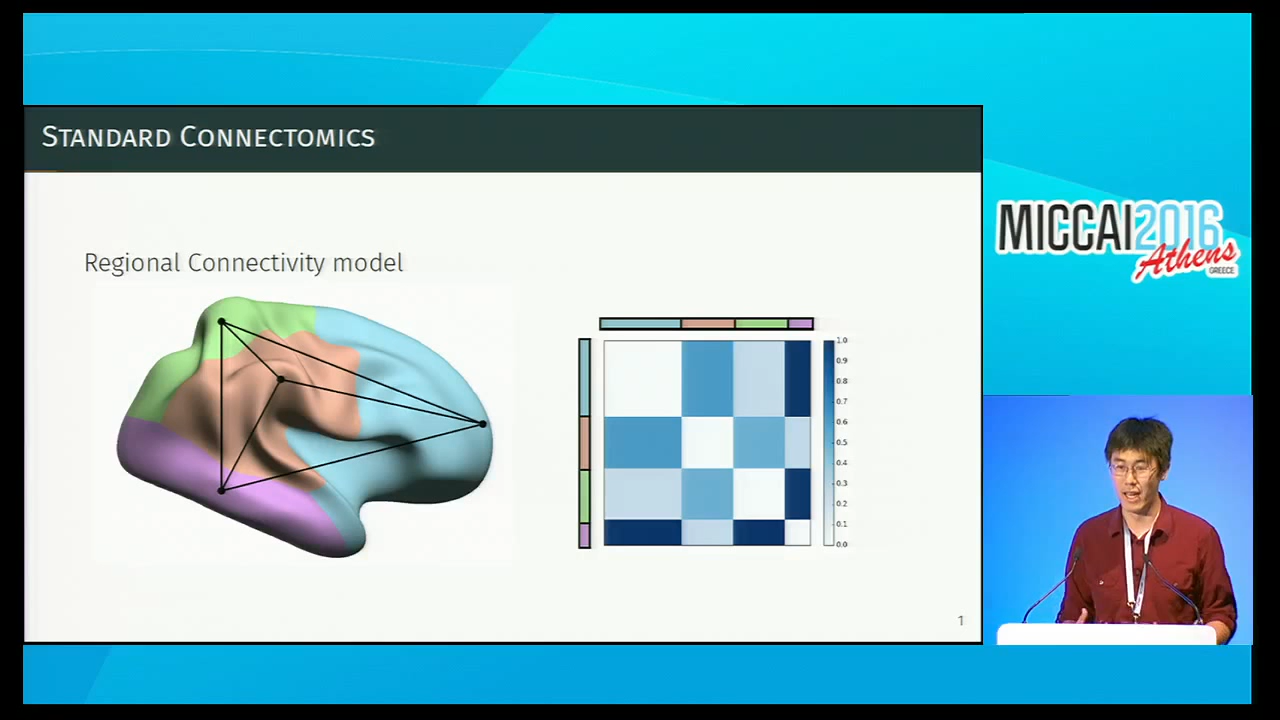 STANDARD CONNECTOMICS
Regional Connectivity model
1.0
0.9
0.8
0.7
0.6
0.5
0.4
0.3
0.2
0.1
0.0
1
MICCAI2016
Athens
GREECE